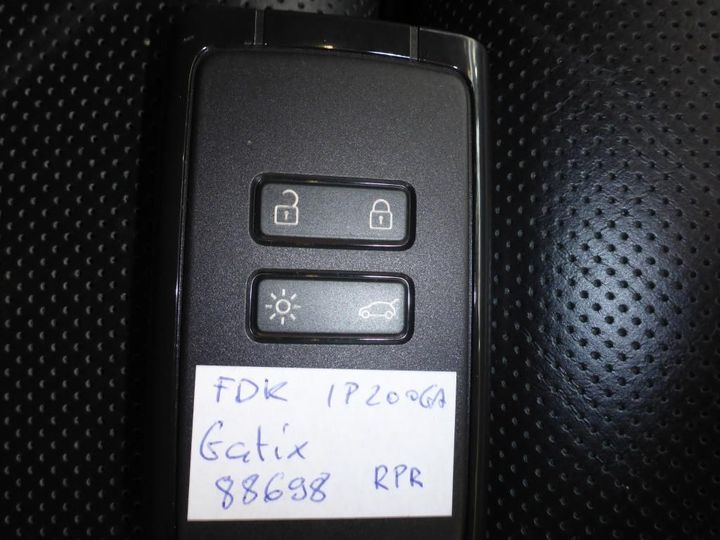 FDK 1P200GA
Gatix
88698 RPR